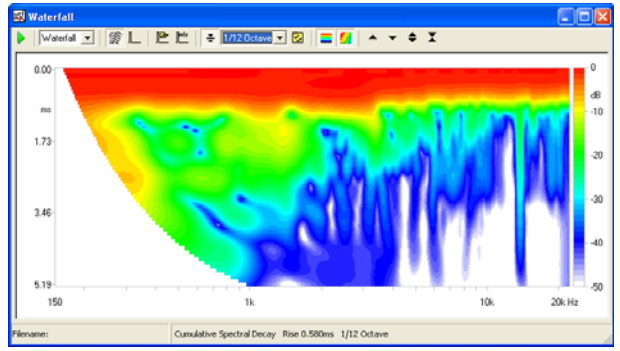 Waterfall
Waterfall 1/12 Octave
0.00
ms
1.73
3.46
5.19
150 1k 10k 20k Hz
0
dB
-10
-20
-30
-40
-50
Filename: Cumulative Spectral Decay Rise 0.580ms 1/12 Octave